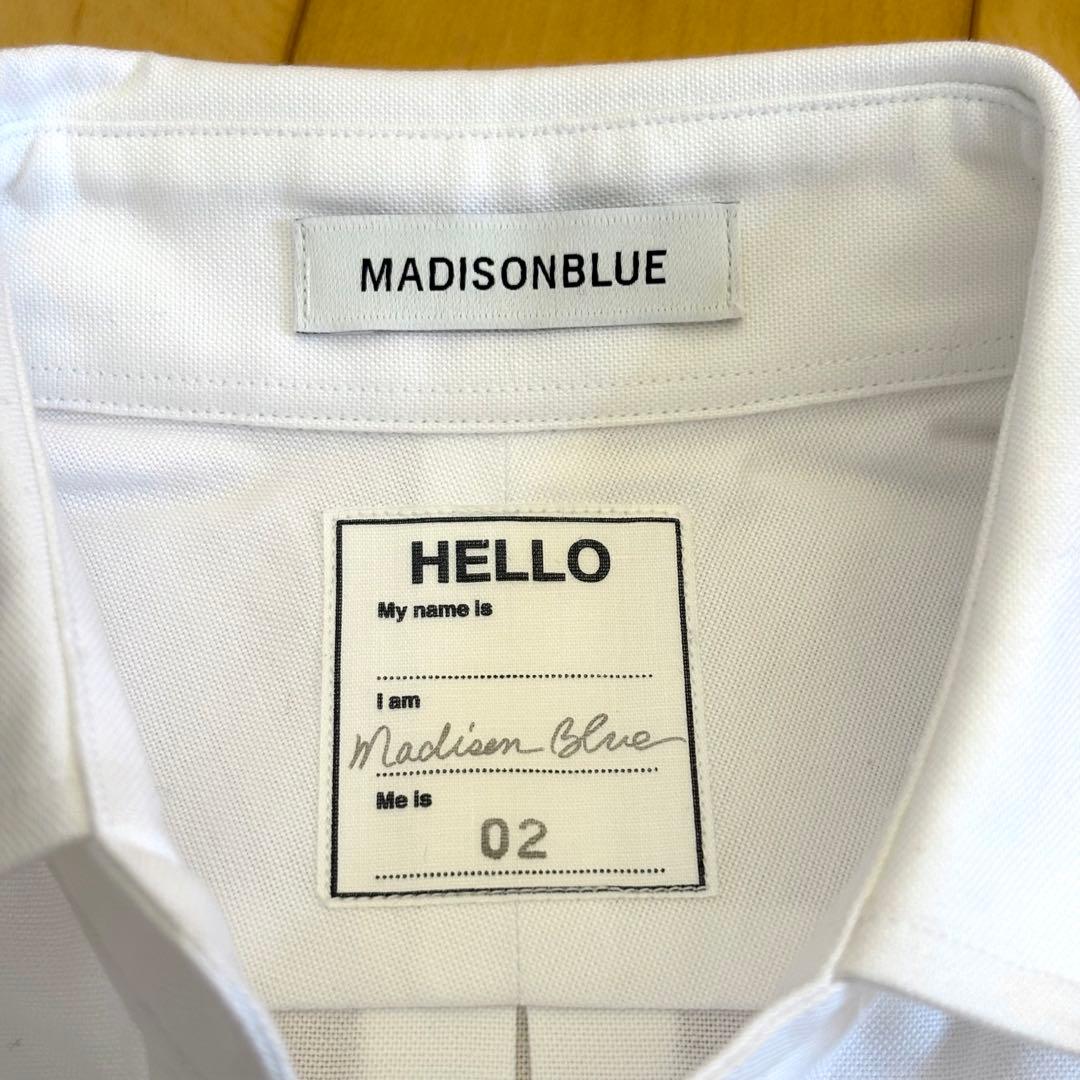 MADISONBLUE
HELLO
My name is
I am
Madison Blue
Me is
02